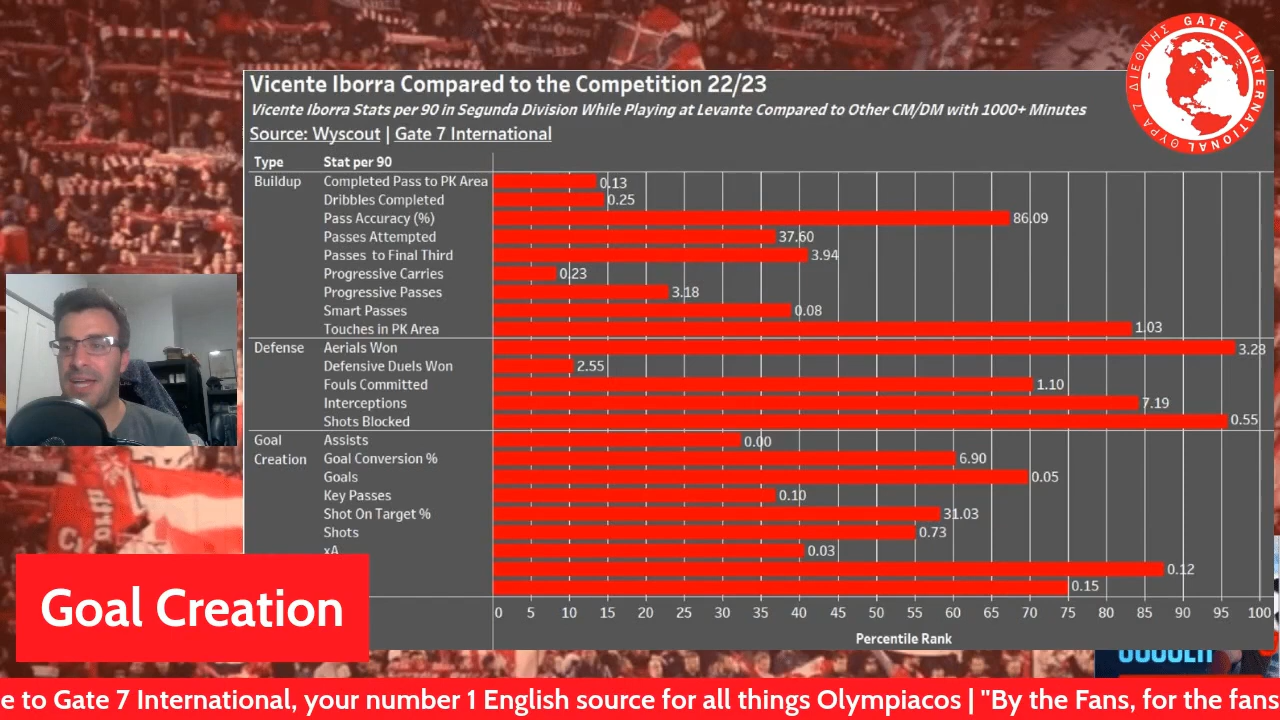 Vicente Iborra Compared to the Competition 22/23
Vicente Iborra Stats per 90 in Segunda Division While Playing at Levante Compared to Other CM/DM with 1000+ Minutes
Source: Wyscout | Gate 7 International
GATE 7 INTERNATIONAL ΘΥΡΑ 7 ΔΙΕΘΝΗΣ
Type Stat per 90
Buildup Completed Pass to PK Area 0.13
Dribbles Completed 0.25
Pass Accuracy (%) 86.09
Passes Attempted 37.60
Passes to Final Third 3.94
Progressive Carries 0.23
Progressive Passes 3.18
Smart Passes 0.08
Touches in PK Area 1.03
Defense Aerials Won 3.28
Defensive Duels Won 2.55
Fouls Committed 1.10
Interceptions 7.19
Shots Blocked 0.55
Goal Assists 0.00
Creation Goal Conversion % 6.90
Goals 0.05
Key Passes 0.10
Shot On Target % 31.03
Shots 0.73
xA 0.03
0.12
0.15
0 5 10 15 20 25 30 35 40 45 50 55 60 65 70 75 80 85 90 95 100
Percentile Rank
Goal Creation
e to Gate 7 International, your number 1 English source for all things Olympiacos | "By the Fans, for the fans